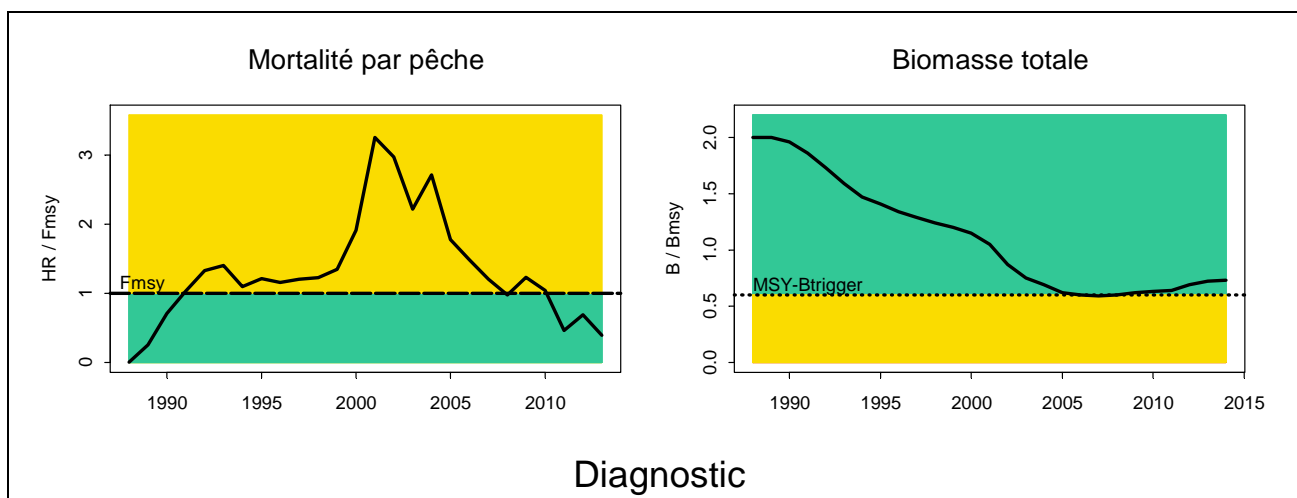 Mortalité par pêche
HR / Fmsy
3
2
1
0
Fmsy
1990 1995 2000 2005 2010
Biomasse totale
B / Bmsy
2.0
1.5
1.0
0.5
0.0
MSY-Btrigger
1990 1995 2000 2005 2010 2015
Diagnostic